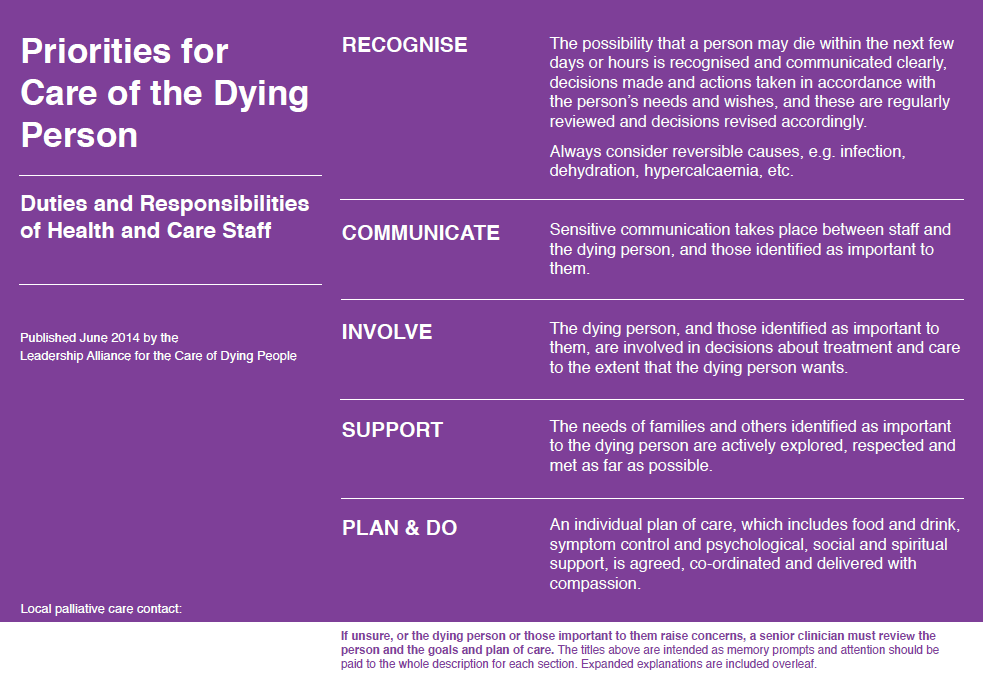 Priorities for
Care of the Dying
Person
Duties and Responsibilities
of Health and Care Staff
Published June 2014 by the
Leadership Alliance for the Care of Dying People
Local palliative care contact:
RECOGNISE
The possibility that a person may die within the next few
days or hours is recognised and communicated clearly,
decisions made and actions taken in accordance with
the person’s needs and wishes, and these are regularly
reviewed and decisions revised accordingly.
Always consider reversible causes, e.g. infection,
dehydration, hypercalcaemia, etc.
COMMUNICATE
Sensitive communication takes place between staff and
the dying person, and those identified as important to
them.
INVOLVE
The dying person, and those identified as important to
them, are involved in decisions about treatment and care
to the extent that the dying person wants.
SUPPORT
The needs of families and others identified as important
to the dying person are actively explored, respected and
met as far as possible.
PLAN & DO
An individual plan of care, which includes food and drink,
symptom control and psychological, social and spiritual
support, is agreed, co-ordinated and delivered with
compassion.
If unsure, or the dying person or those important to them raise concerns, a senior clinician must review the
person and the goals and plan of care. The titles above are intended as memory prompts and attention should be
paid to the whole description for each section. Expanded explanations are included overleaf.